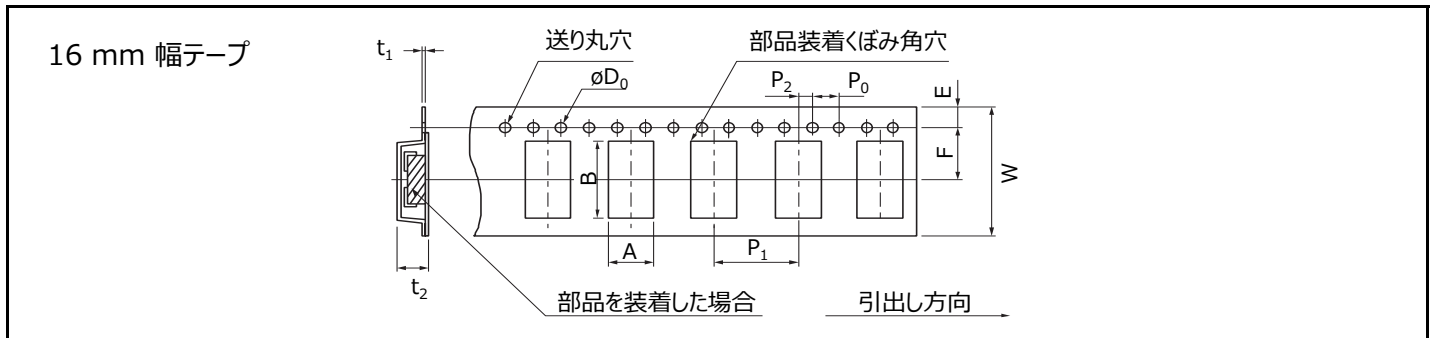 16 mm 幅テープ
t₁
送り丸穴
部品装着くぼみ角穴
øD₀
P₂
P₀
E
F
W
B
A
P₁
t₂
部品を装着した場合
引出し方向